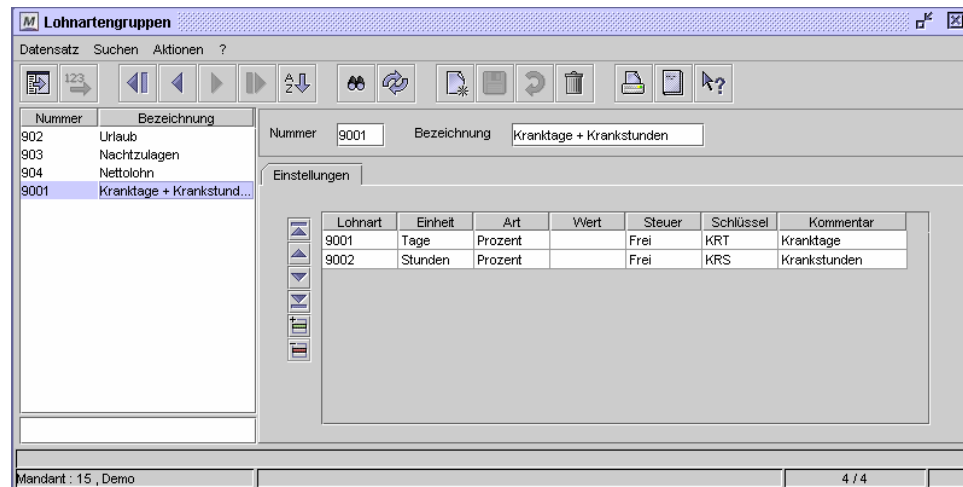 M Lohnartengruppen
Datensatz Suchen Aktionen ?
123 A Z ?
Nummer Bezeichnung
902 Urlaub
903 Nachtzulagen
904 Nettolohn
9001 Kranktage + Krankstund...
Nummer 9001 Bezeichnung Kranktage + Krankstunden
Einstellungen
Lohnart Einheit Art Wert Steuer Schlüssel Kommentar
9001 Tage Prozent Frei KRT Kranktage
9002 Stunden Prozent Frei KRS Krankstunden
Mandant : 15 , Demo 4 / 4